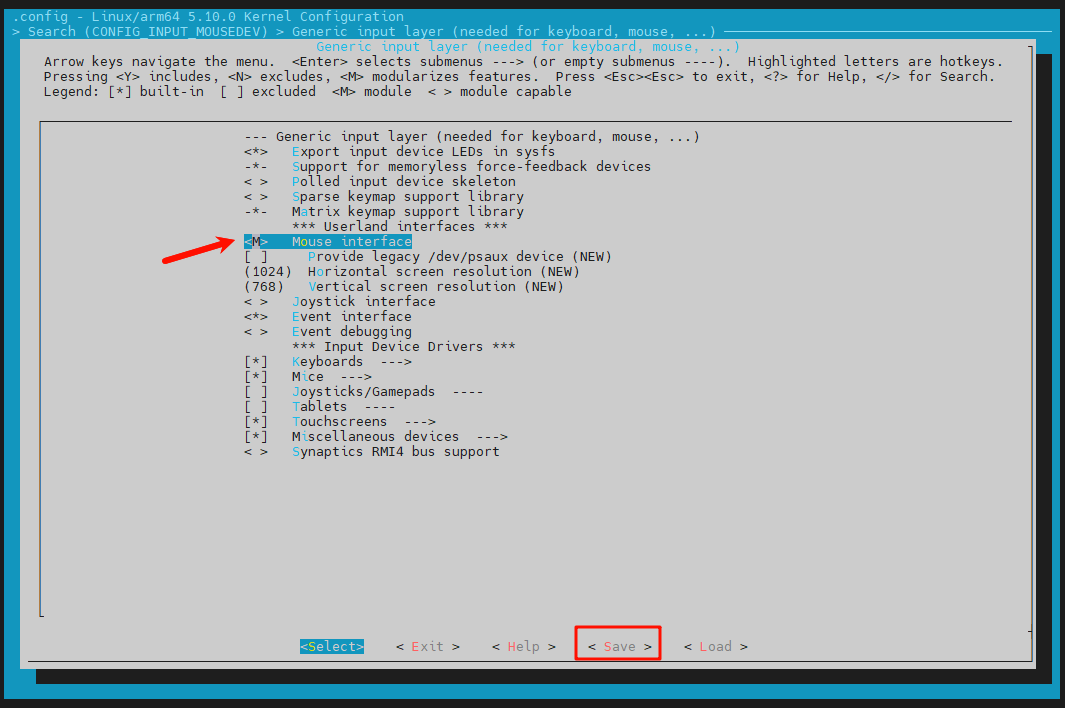 .config - Linux/arm64 5.10.0 Kernel Configuration
> Search (CONFIG_INPUT_MOUSEDEV) > Generic input layer (needed for keyboard, mouse, ...)
Generic input layer (needed for keyboard, mouse, ...)
Arrow keys navigate the menu.  <Enter> selects submenus ---> (or empty submenus ----).  Highlighted letters are hotkeys.
Pressing <Y> includes, <N> excludes, <M> modularizes features.  Press <Esc><Esc> to exit, <?> for Help, </> for Search.
Legend: [*] built-in  [ ] excluded  <M> module  < > module capable
--- Generic input layer (needed for keyboard, mouse, ...)
<*>   Export input device LEDs in sysfs
-*-   Support for memoryless force-feedback devices
< >   Polled input device skeleton
< >   Sparse keymap support library
-*-   Matrix keymap support library
*** Userland interfaces ***
<M>   Mouse interface
[ ]     Provide legacy /dev/psaux device (NEW)
(1024)  Horizontal screen resolution (NEW)
(768)   Vertical screen resolution (NEW)
< >   Joystick interface
<*>   Event interface
< >   Event debugging
*** Input Device Drivers ***
[*]   Keyboards  --->
[*]   Mice  --->
[ ]   Joysticks/Gamepads  ----
[ ]   Tablets  ----
[*]   Touchscreens  --->
[*]   Miscellaneous devices  --->
< >   Synaptics RMI4 bus support
<Select>    < Exit >    < Help >    < Save >    < Load >